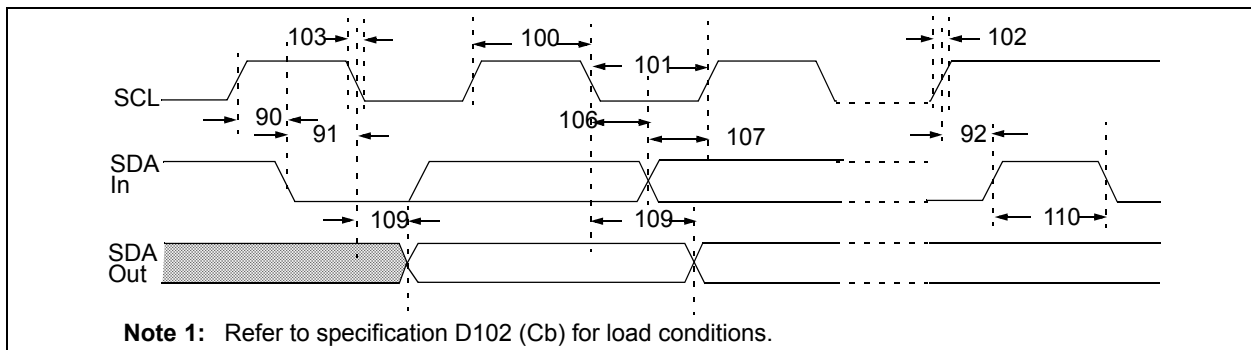 103 100 101 102
SCL
90 91 106 107 92
SDA
In
109 109 110
SDA
Out
Note 1: Refer to specification D102 (Cb) for load conditions.